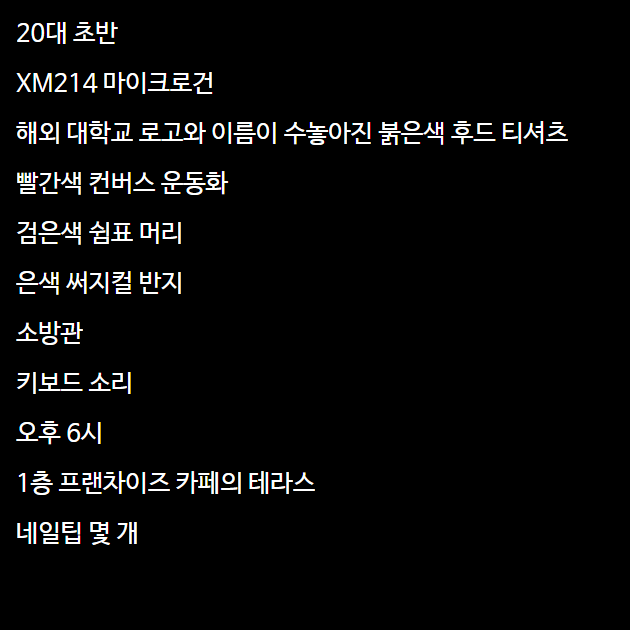 20대 초반
XM214 마이크로건
해외 대학교 로고와 이름이 수놓아진 붉은색 후드 티셔츠
빨간색 컨버스 운동화
검은색 쉼표 머리
은색 써지컬 반지
소방관
키보드 소리
오후 6시
1층 프랜차이즈 카페의 테라스
네일팁 몇 개